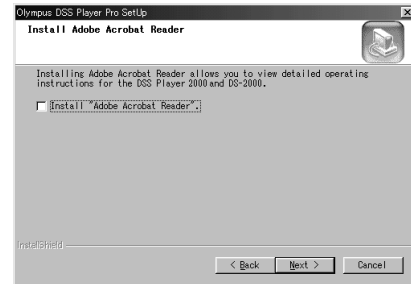 Olympus DSS Player Pro SetUp
Install Adobe Acrobat Reader
Installing Adobe Acrobat Reader allows you to view detailed operating
instructions for the DSS Player 2000 and DS-2000.
Install "Adobe Acrobat Reader".
InstallShield
< Back Next > Cancel